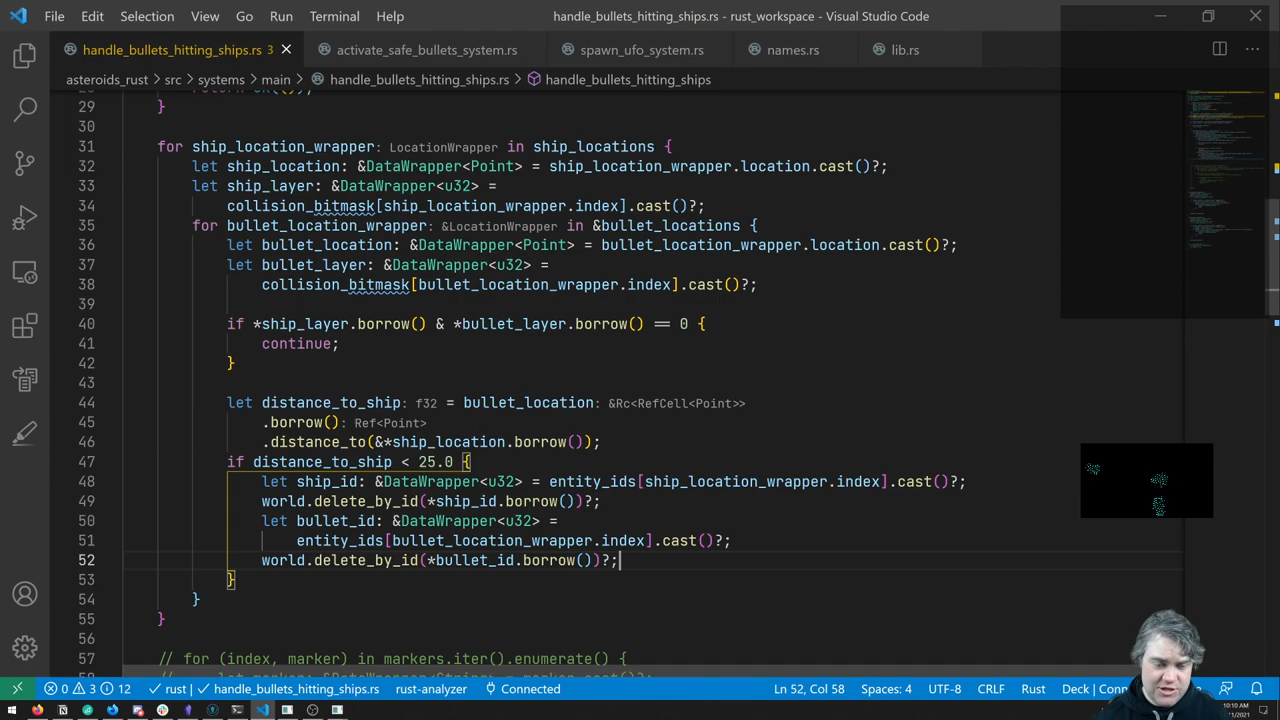 File Edit Selection View Go Run Terminal Help handle_bullets_hitting_ships.rs - rust_workspace - Visual Studio Code
handle_bullets_hitting_ships.rs 3 activate_safe_bullets_system.rs spawn_ufo_system.rs names.rs lib.rs
asteroids_rust > src > systems > main > handle_bullets_hitting_ships.rs > handle_bullets_hitting_ships
29 }
30
31 for ship_location_wrapper: LocationWrapper in ship_locations {
32 let ship_location: &DataWrapper<Point> = ship_location_wrapper.location.cast()?;
33 let ship_layer: &DataWrapper<u32> =
34 collision_bitmask[ship_location_wrapper.index].cast()?;
35 for bullet_location_wrapper: &LocationWrapper in &bullet_locations {
36 let bullet_location: &DataWrapper<Point> = bullet_location_wrapper.location.cast()?;
37 let bullet_layer: &DataWrapper<u32> =
38 collision_bitmask[bullet_location_wrapper.index].cast()?;
39
40 if *ship_layer.borrow() & *bullet_layer.borrow() == 0 {
41 continue;
42 }
43
44 let distance_to_ship: f32 = bullet_location: &Rc<RefCell<Point>>
45 .borrow(): Ref<Point>
46 .distance_to(&*ship_location.borrow());
47 if distance_to_ship < 25.0 {
48 let ship_id: &DataWrapper<u32> = entity_ids[ship_location_wrapper.index].cast()?;
49 world.delete_by_id(*ship_id.borrow())?;
50 let bullet_id: &DataWrapper<u32> =
51 entity_ids[bullet_location_wrapper.index].cast()?;
52 world.delete_by_id(*bullet_id.borrow())?;
53 }
54 }
55 }
56
57 // for (index, marker) in markers.iter().enumerate() {
0 3 12 rust handle_bullets_hitting_ships.rs rust-analyzer Connected Ln 52, Col 58 Spaces: 4 UTF-8 CRLF Rust Deck | Conn
10:10 AM